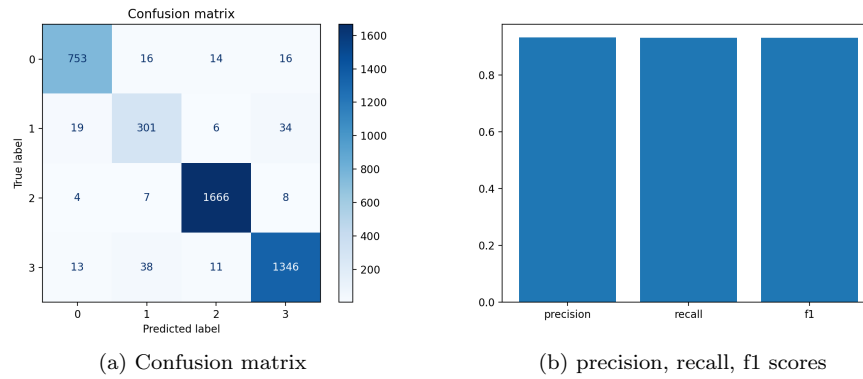 Confusion matrix
0 753 16 14 16
1 19 301 6 34
2 4 7 1666 8
3 13 38 11 1346
0 1 2 3
True label
Predicted label
1600
1400
1200
1000
800
600
400
200
(a) Confusion matrix
0.8
0.6
0.4
0.2
0.0
precision recall f1
(b) precision, recall, f1 scores